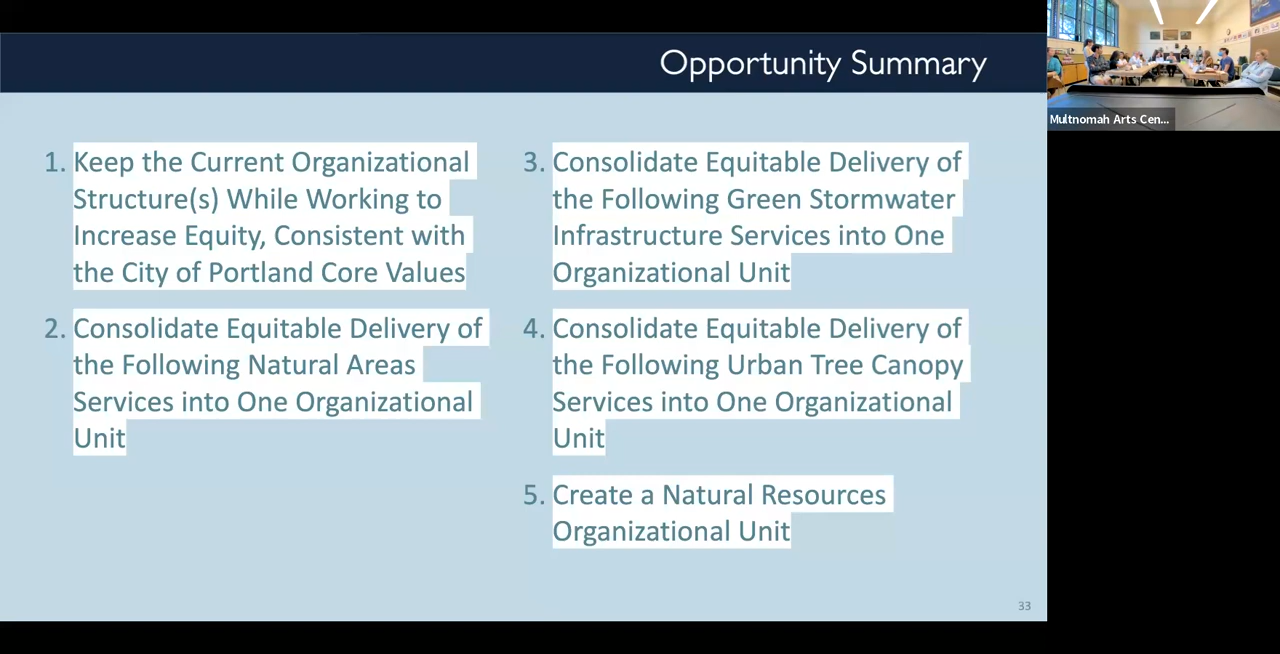 Opportunity Summary
1. Keep the Current Organizational
Structure(s) While Working to
Increase Equity, Consistent with
the City of Portland Core Values
2. Consolidate Equitable Delivery of
the Following Natural Areas
Services into One Organizational
Unit
3. Consolidate Equitable Delivery of
the Following Green Stormwater
Infrastructure Services into One
Organizational Unit
4. Consolidate Equitable Delivery of
the Following Urban Tree Canopy
Services into One Organizational
Unit
5. Create a Natural Resources
Organizational Unit
33
Multnomah Arts Cen...